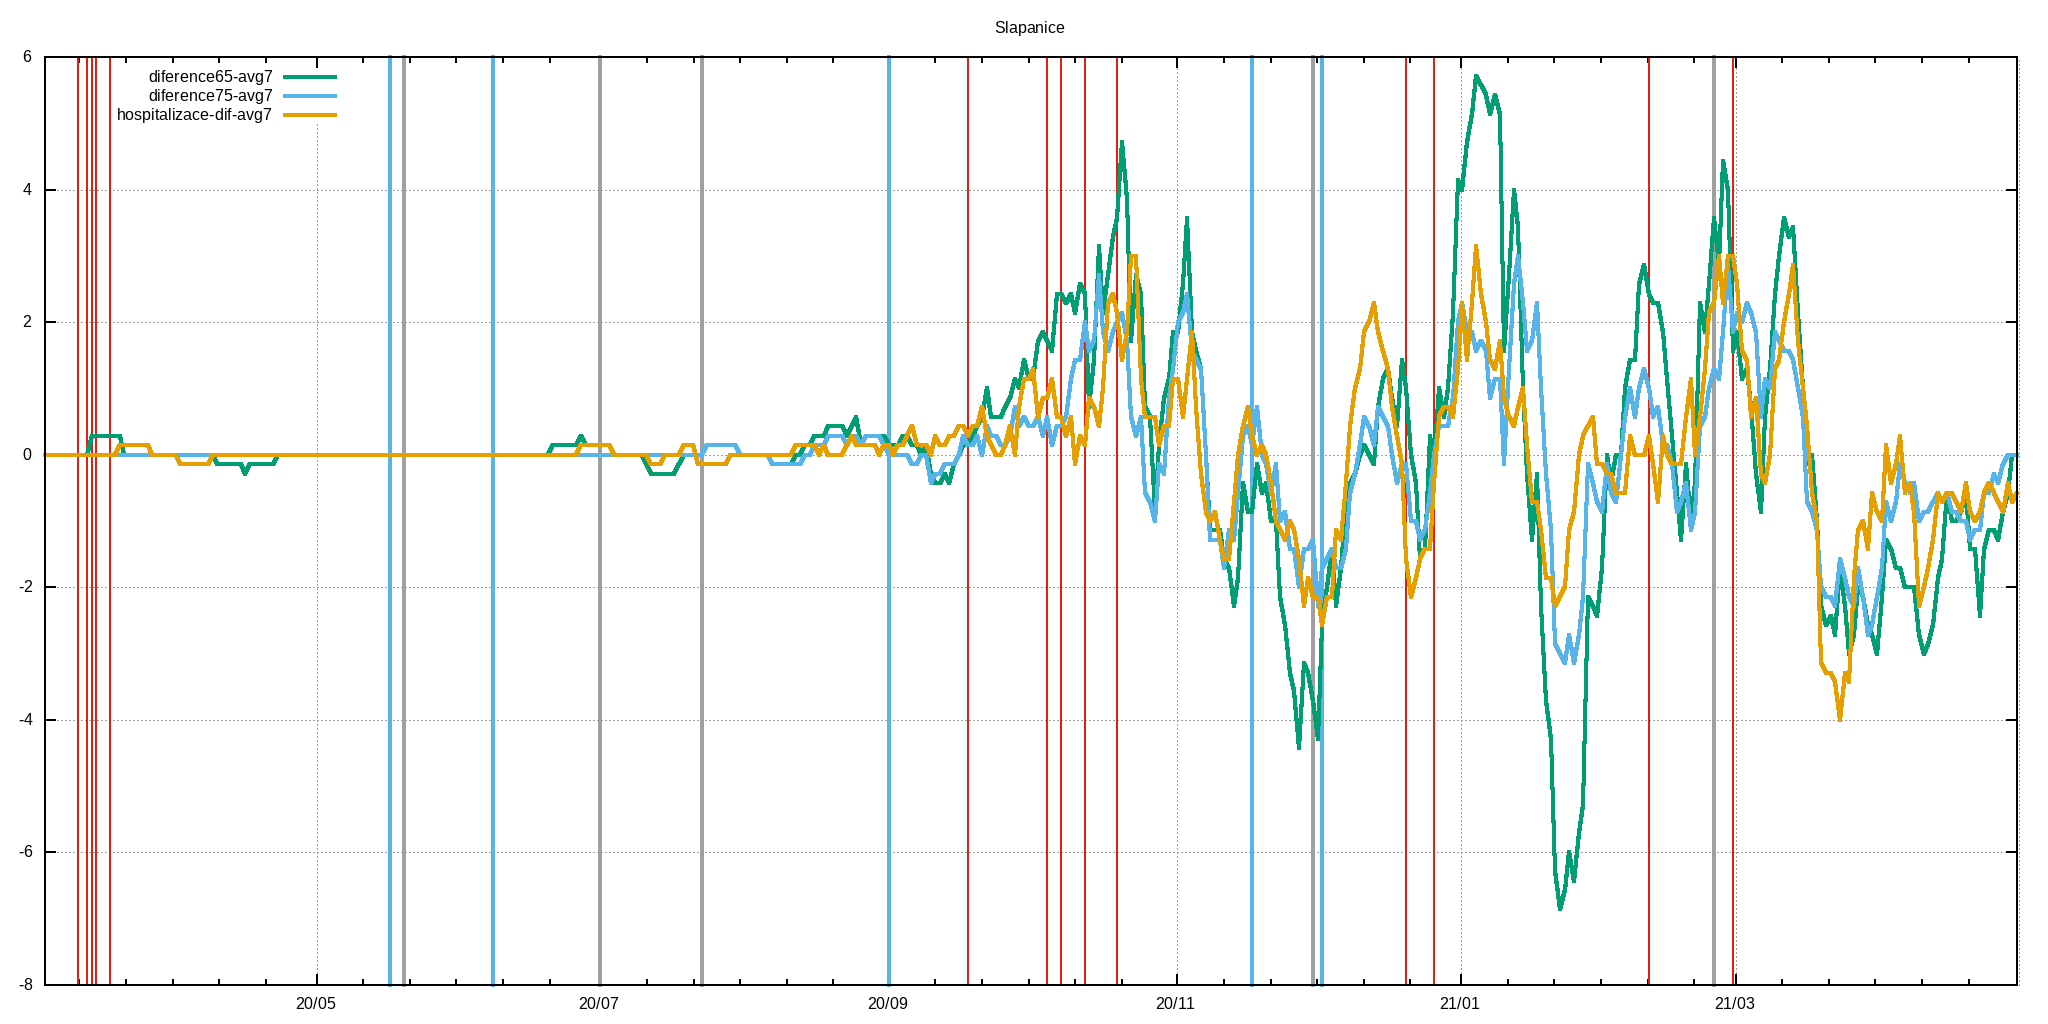 Slapanice
6
diference65-avg7
diference75-avg7
hospitalizace-dif-avg7
4
2
0
-2
-4
-6
-8
20/05 20/07 20/09 20/11 21/01 21/03